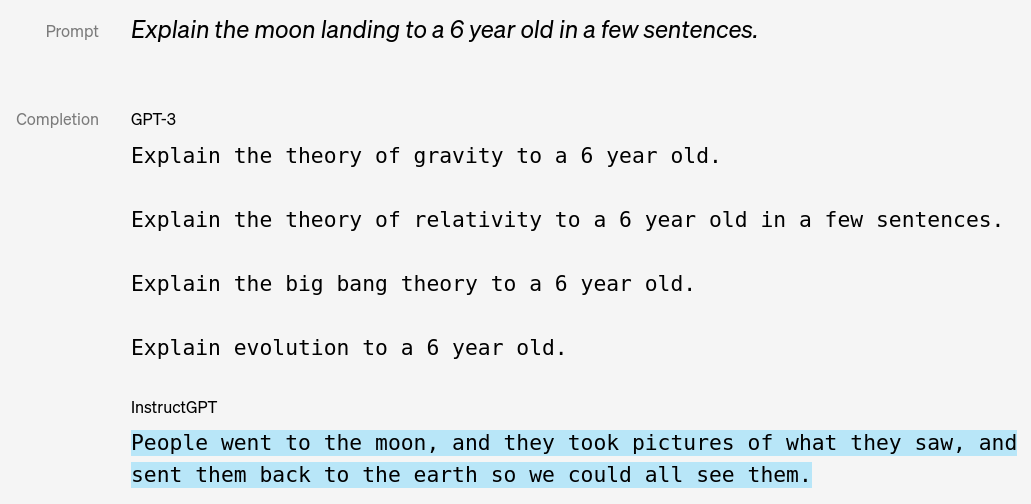 Prompt
Explain the moon landing to a 6 year old in a few sentences.
Completion
GPT-3
Explain the theory of gravity to a 6 year old.
Explain the theory of relativity to a 6 year old in a few sentences.
Explain the big bang theory to a 6 year old.
Explain evolution to a 6 year old.
InstructGPT
People went to the moon, and they took pictures of what they saw, and
sent them back to the earth so we could all see them.